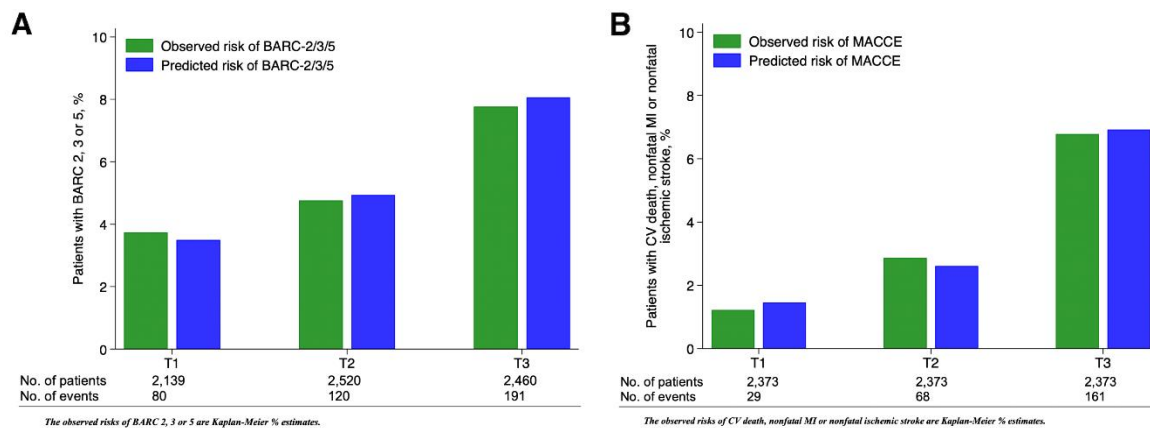 A
Patients with BARC 2, 3 or 5, %
10
8
6
4
2
0
Observed risk of BARC-2/3/5
Predicted risk of BARC-2/3/5
T1 T2 T3
No. of patients 2,139 2,520 2,460
No. of events 80 120 191
The observed risks of BARC 2, 3 or 5 are Kaplan-Meier % estimates.
B
Patients with CV death, nonfatal MI or nonfatal
ischemic stroke, %
10
8
6
4
2
0
Observed risk of MACCE
Predicted risk of MACCE
T1 T2 T3
No. of patients 2,373 2,373 2,373
No. of events 29 68 161
The observed risks of CV death, nonfatal MI or nonfatal ischemic stroke are Kaplan-Meier % estimates.